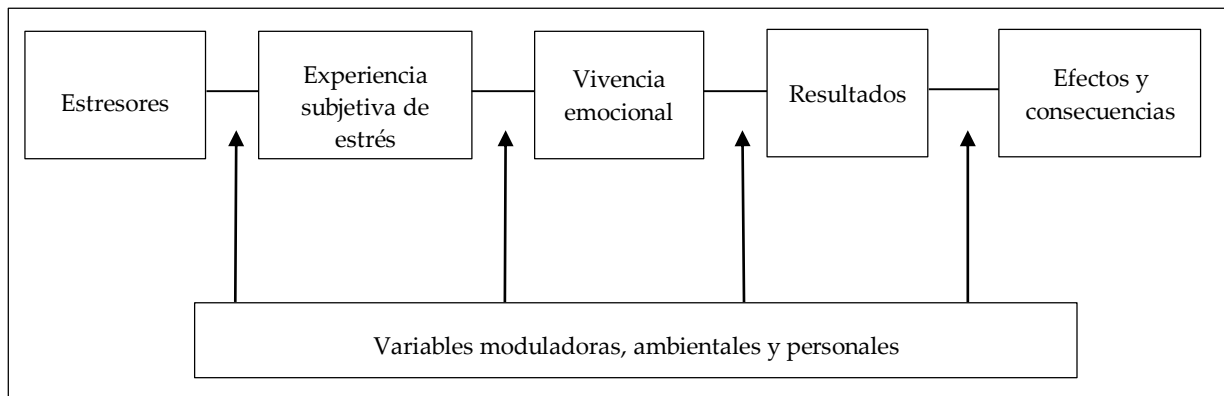 Estresores
Experiencia
subjetiva de
estrés
Vivencia
emocional
Resultados
Efectos y
consecuencias
Variables moduladoras, ambientales y personales